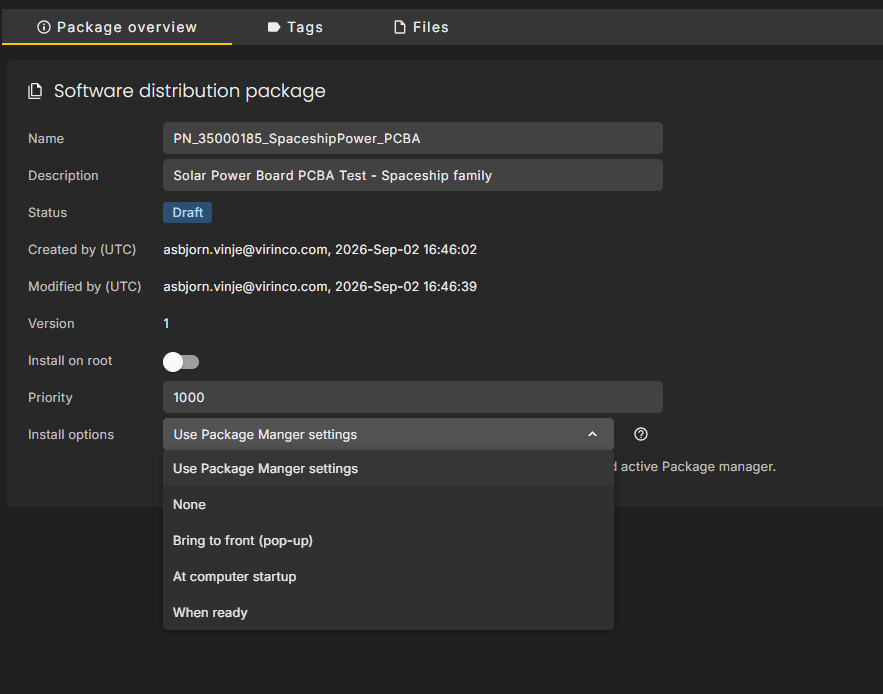 Package overview Tags Files
Software distribution package
Name PN_35000185_SpaceshipPower_PCBA
Description Solar Power Board PCBA Test - Spaceship family
Status Draft
Created by (UTC) asbjorn.vinje@virinco.com, 2026-Sep-02 16:46:02
Modified by (UTC) asbjorn.vinje@virinco.com, 2026-Sep-02 16:46:39
Version 1
Install on root
Priority 1000
Install options Use Package Manger settings
Use Package Manger settings
active Package manager.
None
Bring to front (pop-up)
At computer startup
When ready